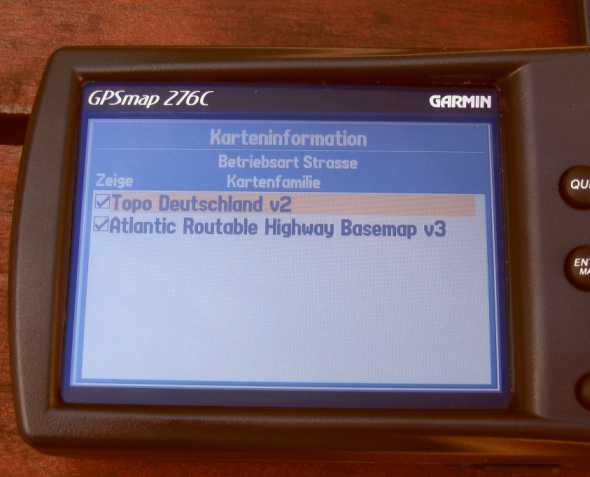 GPSmap 276C GARMIN
Karteninformation
Betriebsart Strasse
Zeige Kartenfamilie
Topo Deutschland v2
Atlantic Routable Highway Basemap v3